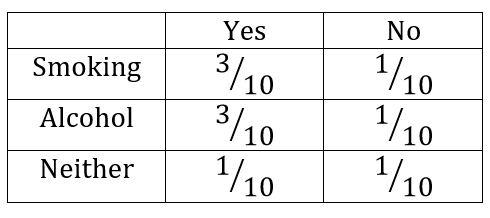 Yes No
Smoking 3/10 1/10
Alcohol 3/10 1/10
Neither 1/10 1/10